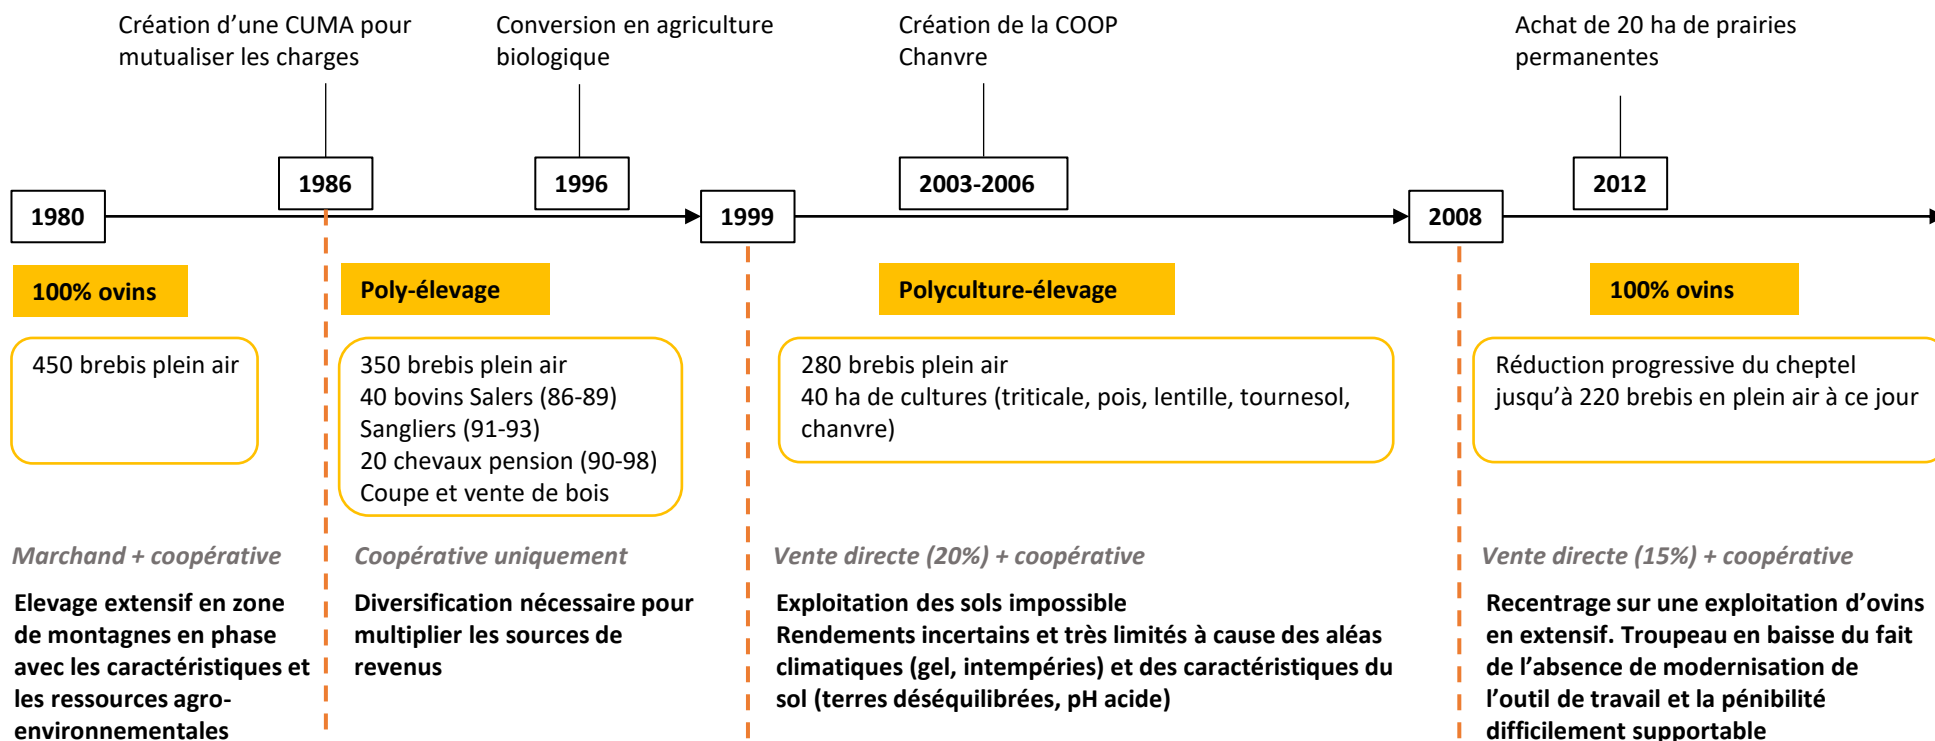 Création d’une CUMA pour
mutualiser les charges
Conversion en agriculture
biologique
Création de la COOP
Chanvre
Achat de 20 ha de prairies
permanentes
1980
1986
1996
1999
2003-2006
2008
2012
100% ovins
Poly-élevage
Polyculture-élevage
100% ovins
450 brebis plein air
350 brebis plein air
40 bovins Salers (86-89)
Sangliers (91-93)
20 chevaux pension (90-98)
Coupe et vente de bois
280 brebis plein air
40 ha de cultures (triticale, pois, lentille, tournesol,
chanvre)
Réduction progressive du cheptel
jusqu’à 220 brebis en plein air à ce jour
Marchand + coopérative
Coopérative uniquement
Vente directe (20%) + coopérative
Vente directe (15%) + coopérative
Elevage extensif en zone
de montagnes en phase
avec les caractéristiques et
les ressources agro-
environnementales
Diversification nécessaire pour
multiplier les sources de
revenus
Exploitation des sols impossible
Rendements incertains et très limités à cause des aléas
climatiques (gel, intempéries) et des caractéristiques du
sol (terres déséquilibrées, pH acide)
Recentrage sur une exploitation d’ovins
en extensif. Troupeau en baisse du fait
de l’absence de modernisation de
l’outil de travail et la pénibilité
difficilement supportable